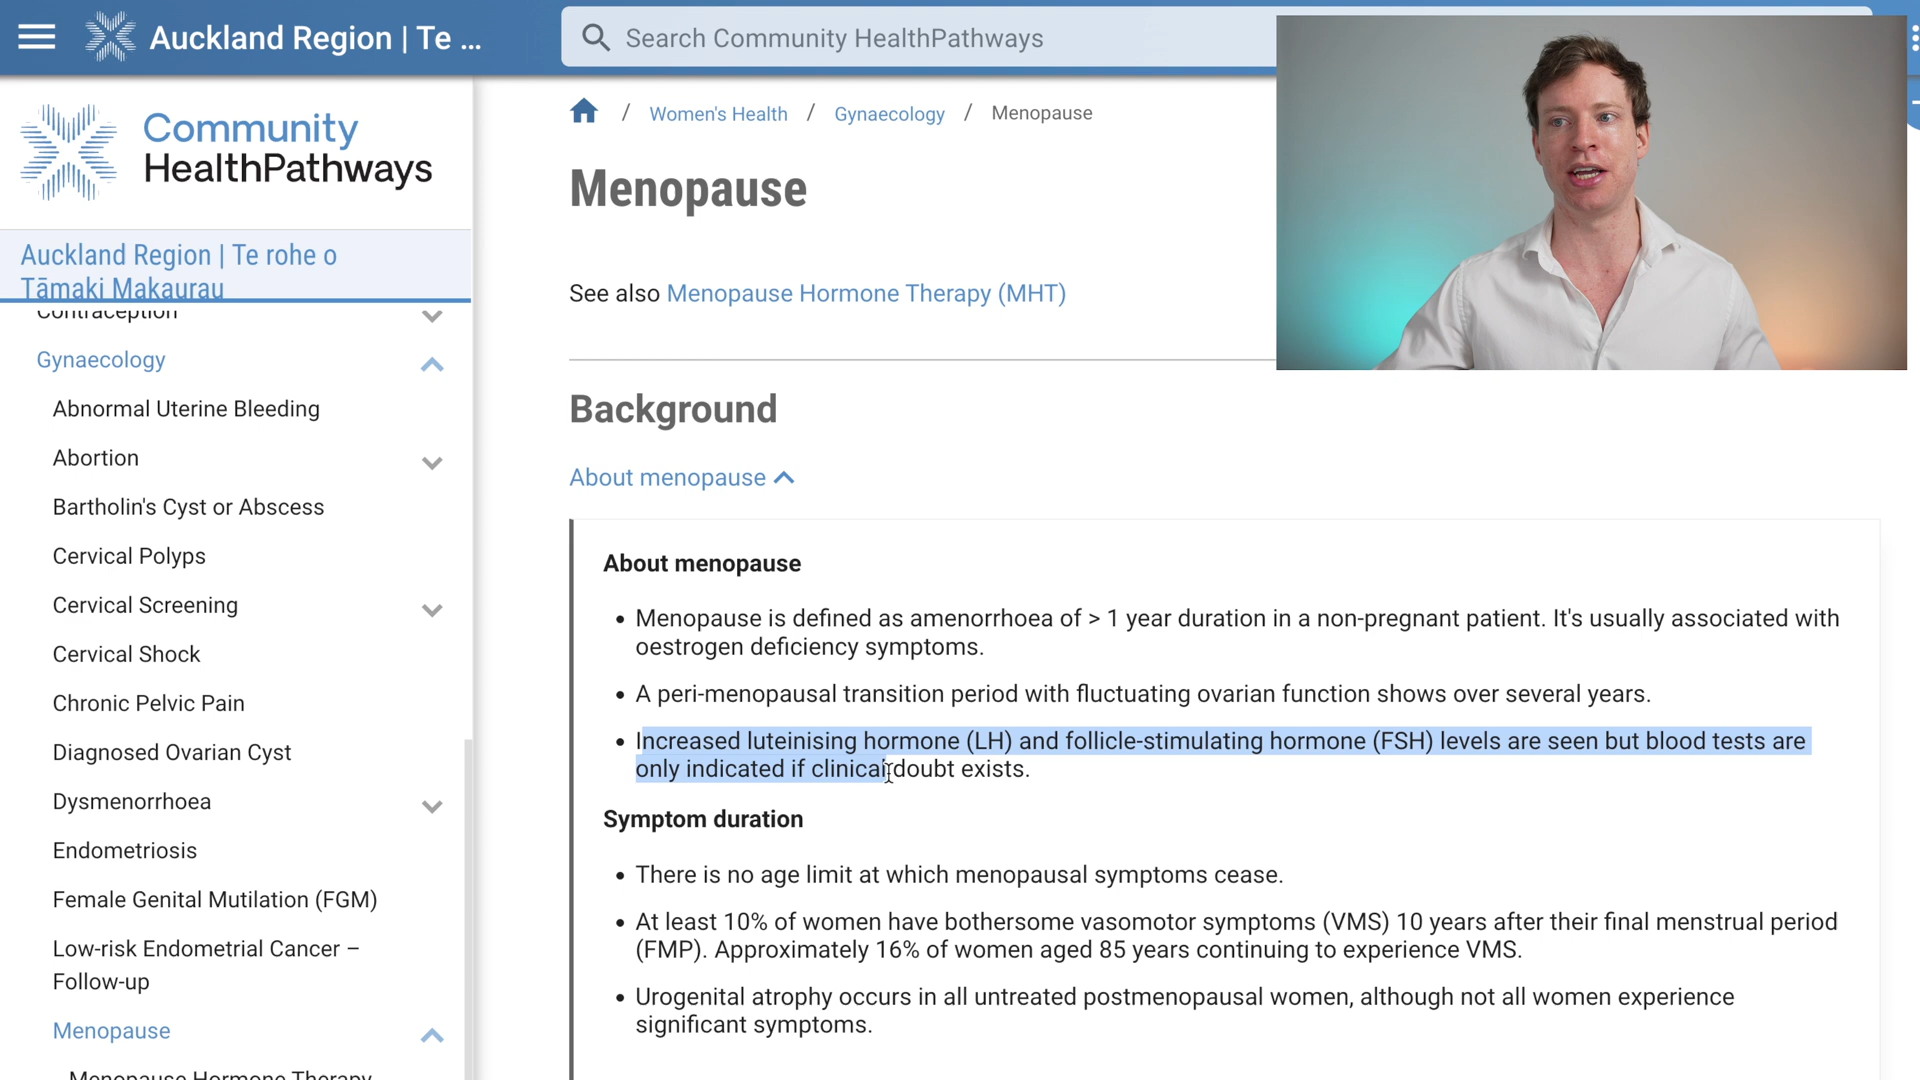 Auckland Region | Te ...
Search Community HealthPathways
Community
HealthPathways
Auckland Region | Te rohe o
Tāmaki Makaurau
Contraception
Gynaecology
Abnormal Uterine Bleeding
Abortion
Bartholin's Cyst or Abscess
Cervical Polyps
Cervical Screening
Cervical Shock
Chronic Pelvic Pain
Diagnosed Ovarian Cyst
Dysmenorrhoea
Endometriosis
Female Genital Mutilation (FGM)
Low-risk Endometrial Cancer –
Follow-up
Menopause
Menopause Hormone Therapy
/ Women's Health / Gynaecology / Menopause
Menopause
See also Menopause Hormone Therapy (MHT)
Background
About menopause
About menopause
• Menopause is defined as amenorrhoea of > 1 year duration in a non-pregnant patient. It's usually associated with
oestrogen deficiency symptoms.
• A peri-menopausal transition period with fluctuating ovarian function shows over several years.
• Increased luteinising hormone (LH) and follicle-stimulating hormone (FSH) levels are seen but blood tests are
only indicated if clinical doubt exists.
Symptom duration
• There is no age limit at which menopausal symptoms cease.
• At least 10% of women have bothersome vasomotor symptoms (VMS) 10 years after their final menstrual period
(FMP). Approximately 16% of women aged 85 years continuing to experience VMS.
• Urogenital atrophy occurs in all untreated postmenopausal women, although not all women experience
significant symptoms.